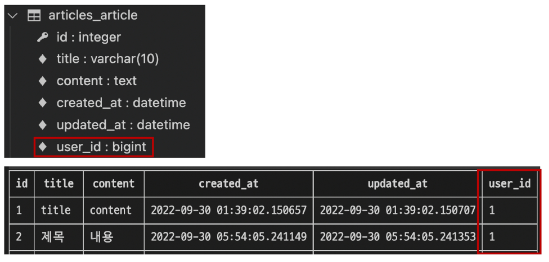 articles_article
id : integer
title : varchar(10)
content : text
created_at : datetime
updated_at : datetime
user_id : bigint
id title content created_at updated_at user_id
1 title content 2022-09-30 01:39:02.150657 2022-09-30 01:39:02.150707 1
2 제목 내용 2022-09-30 05:54:05.241149 2022-09-30 05:54:05.241353 1